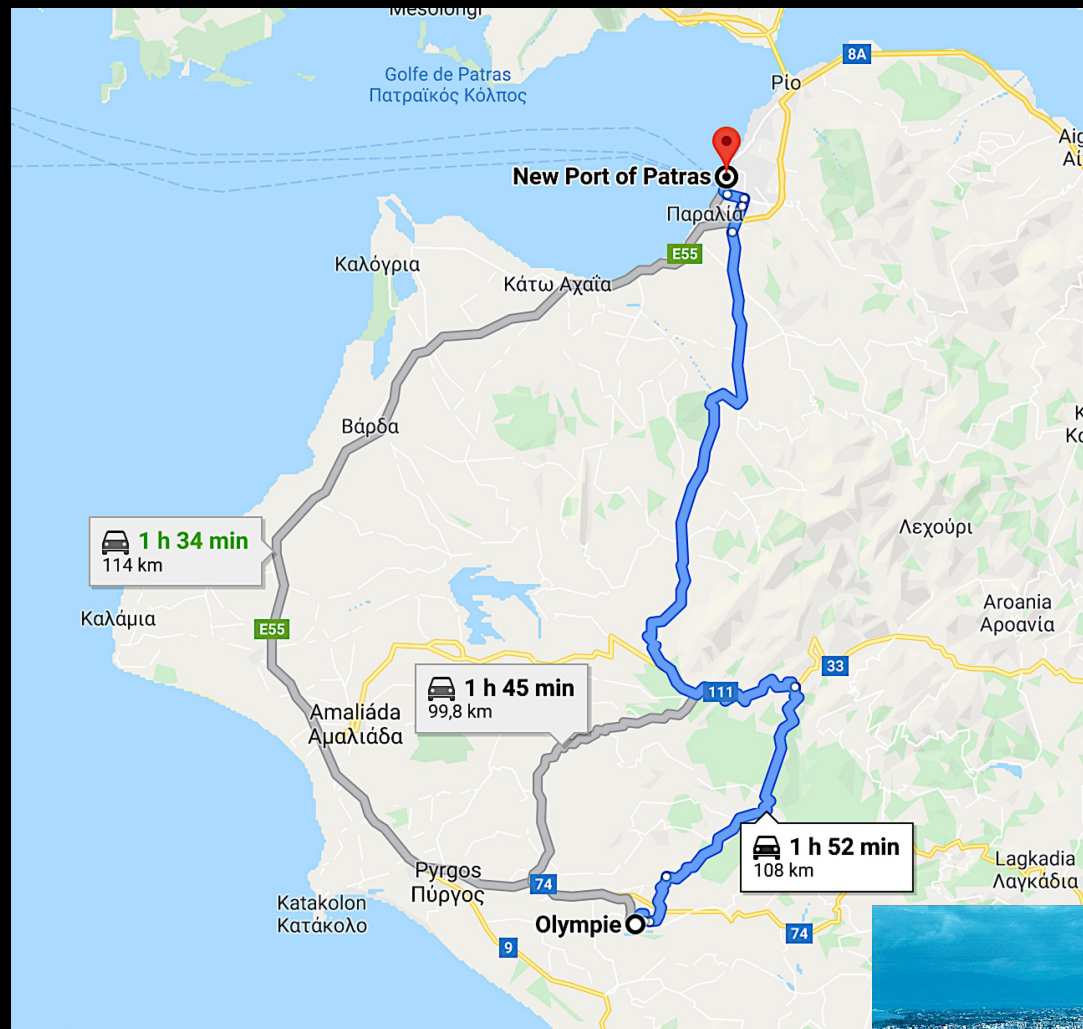 Mesolongi
8A
Golfe de Patras
Πατραϊκός Κόλπος
Ρίο
New Port of Patras
Παραλία
E55
Καλόγρια
Κάτω Αχαΐα
Βάρδα
Λεχούρι
1 h 34 min
114 km
Καλάμια
E55
Aroania
Αροανία
33
1 h 45 min
99,8 km
111
Amaliáda
Αμαλιάδα
1 h 52 min
108 km
Lagkadia
Λαγκάδια
Pyrgos
Πύργος
74
Katakolon
Κατάκολο
Olympie
74
9